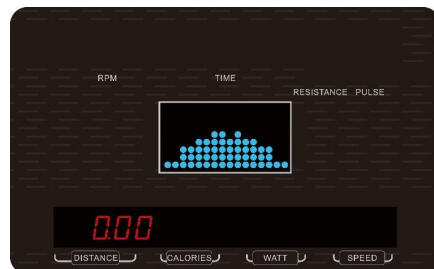 RPM TIME
RESISTANCE PULSE
0.00
DISTANCE CALORIES WATT SPEED